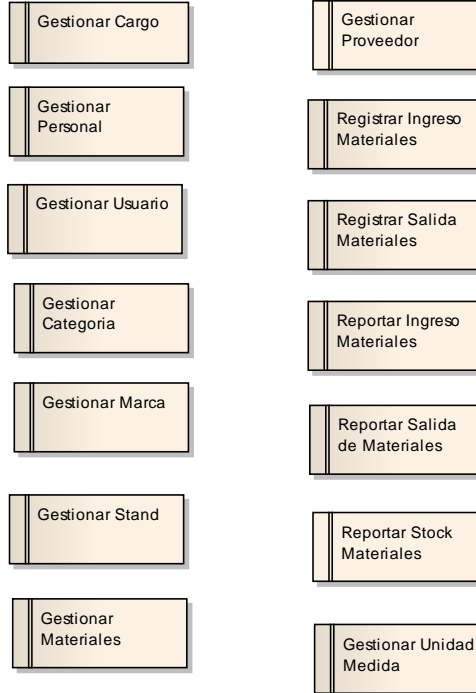 Gestionar Cargo
Gestionar
Personal
Gestionar Usuario
Gestionar
Categoria
Gestionar Marca
Gestionar Stand
Gestionar
Materiales
Gestionar
Proveedor
Registrar Ingreso
Materiales
Registrar Salida
Materiales
Reportar Ingreso
Materiales
Reportar Salida
de Materiales
Reportar Stock
Materiales
Gestionar Unidad
Medida